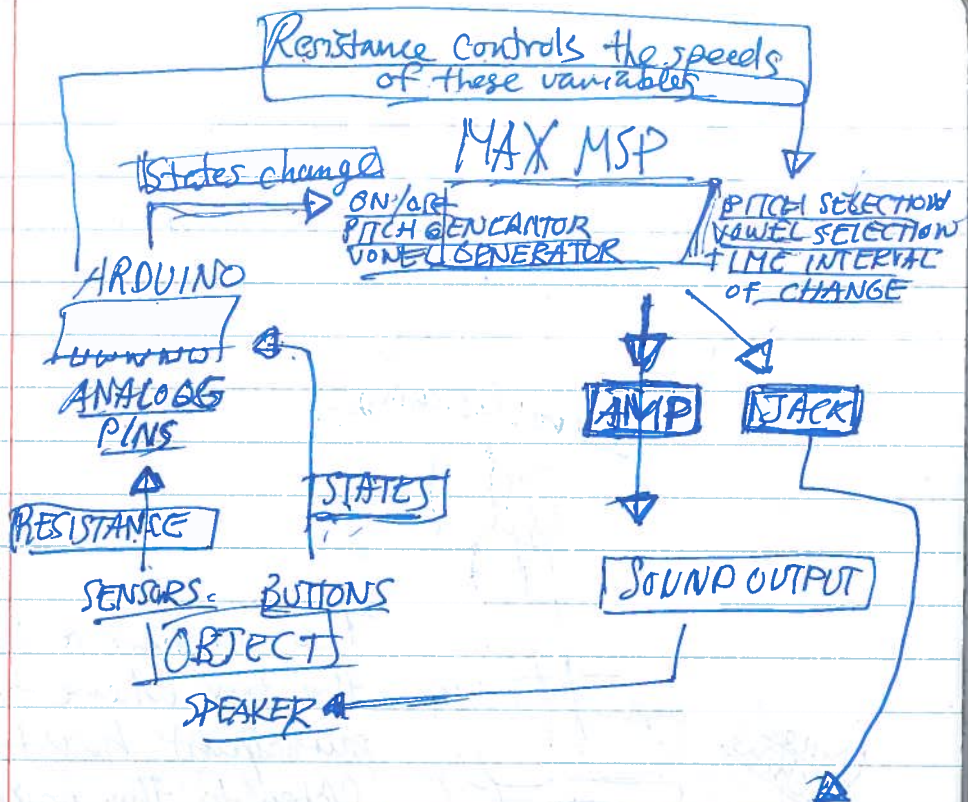 Resistance controls the speeds
of these variables
MAX MSP
States change
ON/OFF
PITCH GENERATOR
VOWEL GENERATOR
PITCH SELECTION
VOWEL SELECTION
TIME INTERVAL
OF CHANGE
ARDUINO
ANALOGG
PINS
AMP
JACK
RESISTANCE
STATES
SENSORS. BUTTONS
OBJECT
SOUND OUTPUT
SPEAKER